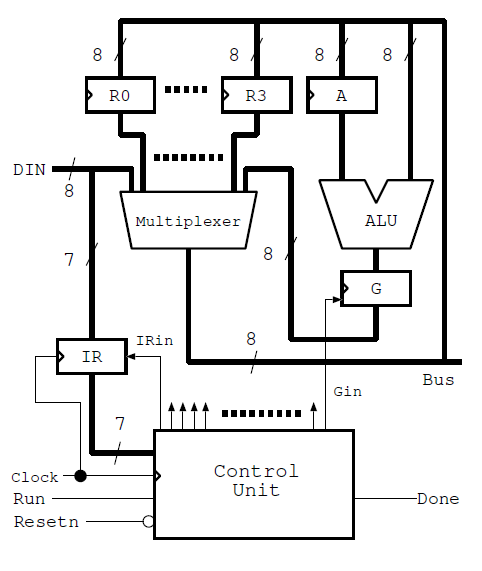 8 8 8 8
R0 R3 A
DIN
8
Multiplexer ALU
7 8
G
8
IRin
IR
Bus
Gin
7
Control
Unit
Clock
Run Done
Resetn